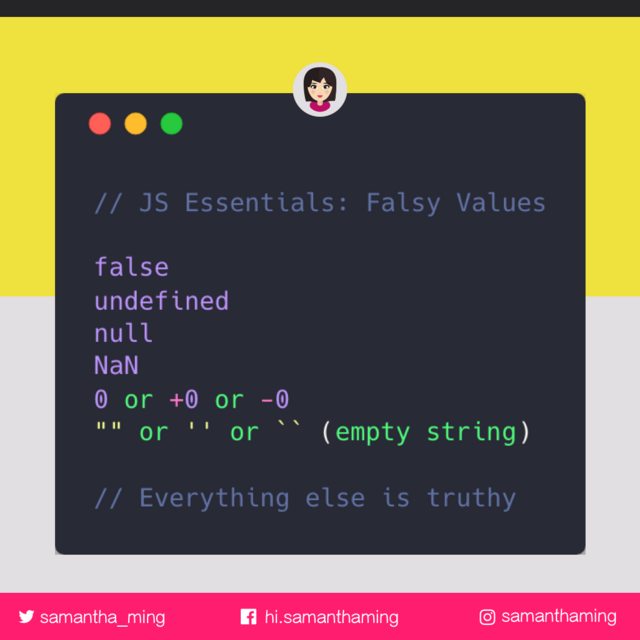 // JS Essentials: Falsy Values
false
undefined
null
NaN
0 or +0 or -0
"" or '' or `` (empty string)
// Everything else is truthy
samantha_ming hi.samanthaming samanthaming